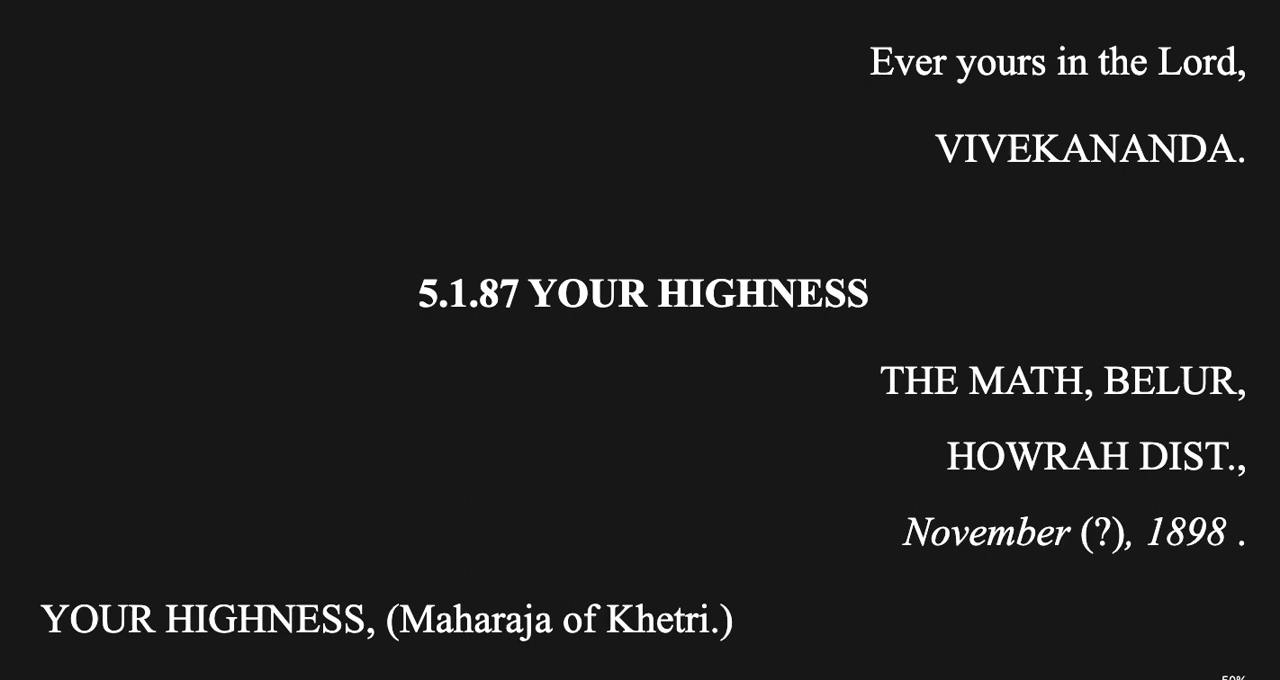 Ever yours in the Lord,
VIVEKANANDA.
5.1.87 YOUR HIGHNESS
THE MATH, BELUR,
HOWRAH DIST.,
November (?), 1898 .
YOUR HIGHNESS, (Maharaja of Khetri.)
50%